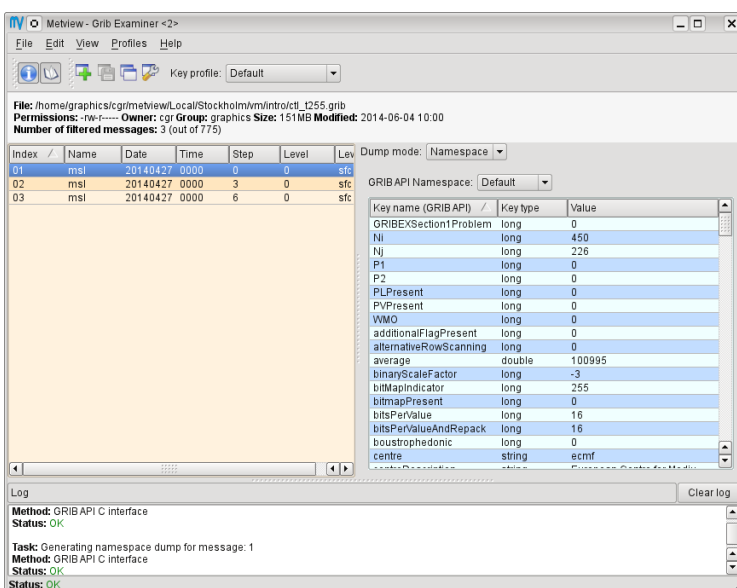 Metview - Grib Examiner <2>
File Edit View Profiles Help
Key profile: Default
File: /home/graphics/cgr/metview/Local/Stockholm/vm/intro/ctl_t255.grib
Permissions: -rw-r----- Owner: cgr Group: graphics Size: 151MB Modified: 2014-06-04 10:00
Number of filtered messages: 3 (out of 775)
Index Name Date Time Step Level Lev
01 msl 20140427 0000 0 0 sfc
02 msl 20140427 0000 3 0 sfc
03 msl 20140427 0000 6 0 sfc
Dump mode: Namespace
GRIB API Namespace: Default
Key name (GRIB API) Key type Value
GRIBEXSection1Problem long 0
Ni long 450
Nj long 226
P1 long 0
P2 long 0
PLPresent long 0
PVPresent long 0
WMO long 0
additionalFlagPresent long 0
alternativeRowScanning long 0
average double 100995
binaryScaleFactor long -3
bitMapIndicator long 255
bitmapPresent long 0
bitsPerValue long 16
bitsPerValueAndRepack long 16
boustrophedonic long 0
centre string ecmf
centreDescription string European Centre for Mediu
Log
Clear log
Method: GRIB API C interface
Status: OK
Task: Generating namespace dump for message: 1
Method: GRIB API C interface
Status: OK
Status: OK